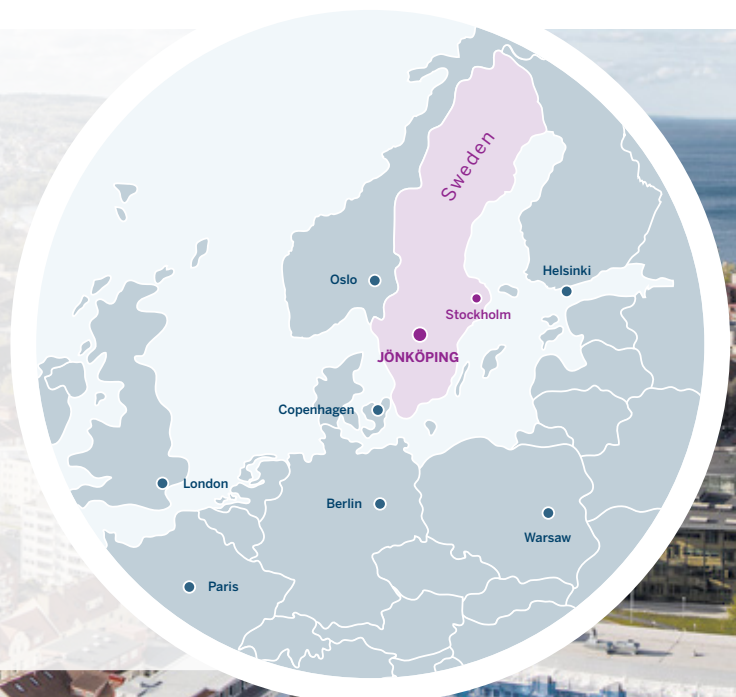 Sweden
Oslo
Helsinki
Stockholm
JÖNKÖPING
Copenhagen
London
Berlin
Warsaw
Paris